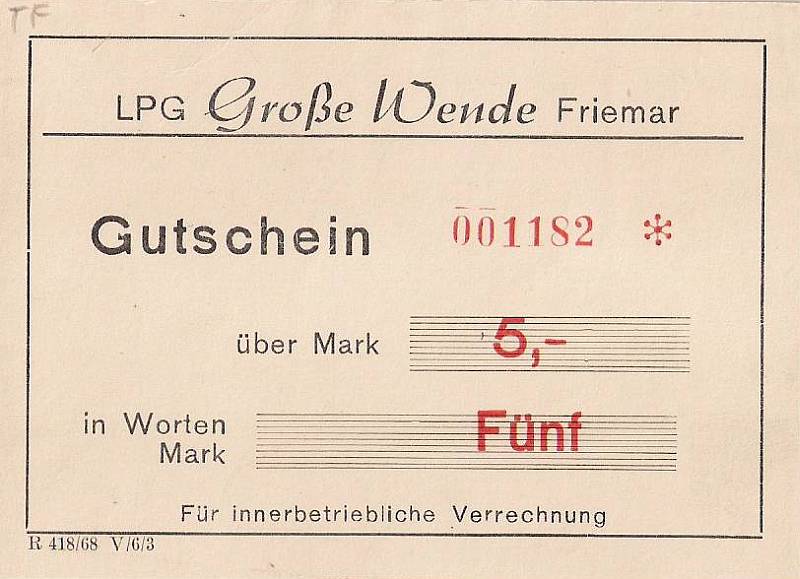 TF
LPG Große Wende Friemar
Gutschein 001182 *
über Mark 5,-
in Worten Fünf
Mark
Für innerbetriebliche Verrechnung
R 418/68 V/6/3